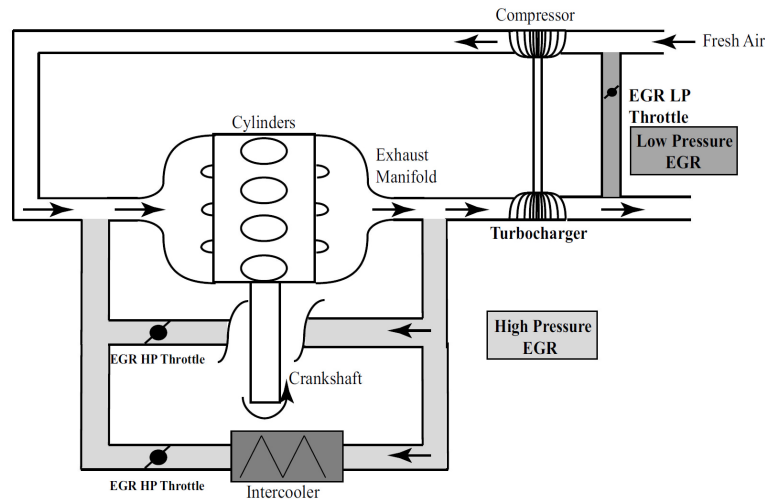 Compressor
Fresh Air
EGR LP
Throttle
Low Pressure
EGR
Cylinders
Exhaust
Manifold
Turbocharger
High Pressure
EGR
EGR HP Throttle
Crankshaft
EGR HP Throttle
Intercooler